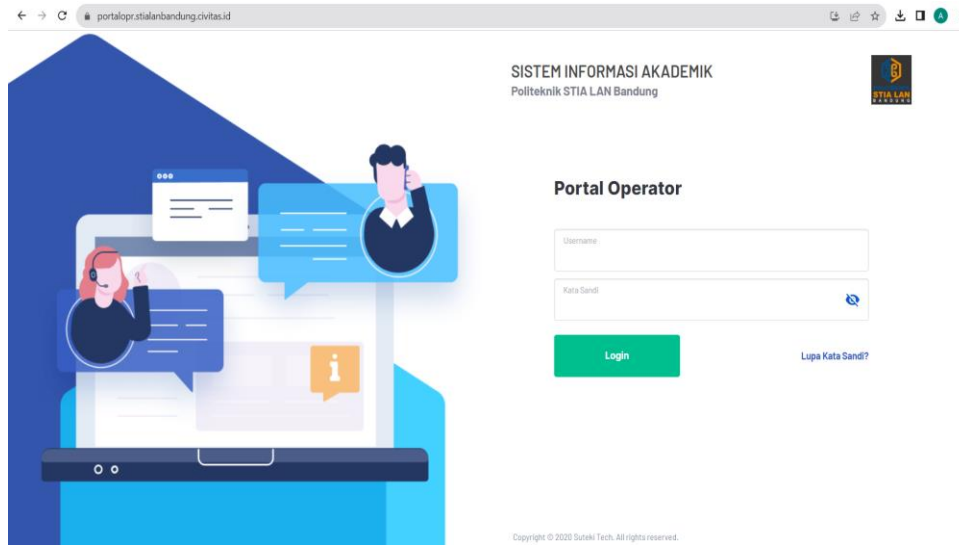 portalopr.stialanbandung.civitas.id
A
SISTEM INFORMASI AKADEMIK
Politeknik STIA LAN Bandung
STIA LAN
BANDUNG
Portal Operator
Username
Kata Sandi
Login
Lupa Kata Sandi?
i
Copyright © 2020 Suteki Tech. All rights reserved.